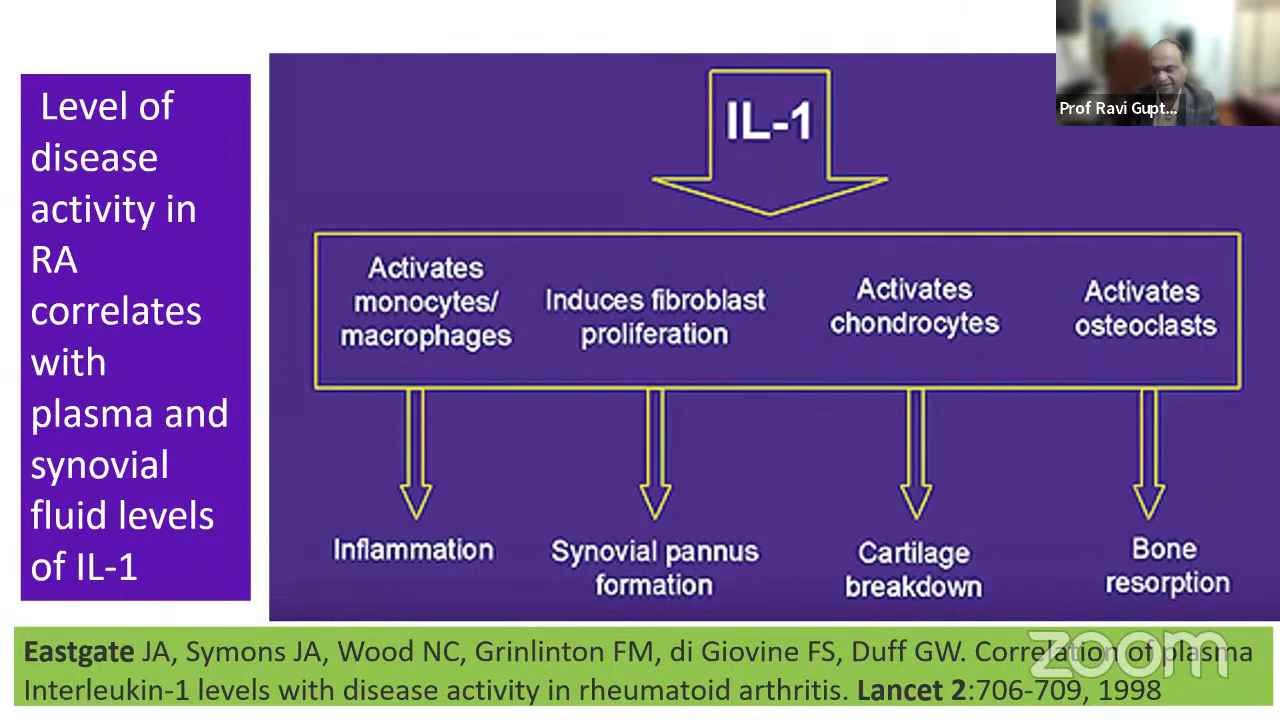 Level of
disease
activity in
RA
correlates
with
plasma and
synovial
fluid levels
of IL-1
IL-1
Activates
monocytes/
macrophages
Induces fibroblast
proliferation
Activates
chondrocytes
Activates
osteoclasts
Inflammation
Synovial pannus
formation
Cartilage
breakdown
Bone
resorption
Prof Ravi Gupt...
Eastgate JA, Symons JA, Wood NC, Grinlinton FM, di Giovine FS, Duff GW. Correlation of plasma
Interleukin-1 levels with disease activity in rheumatoid arthritis. Lancet 2:706-709, 1998
zoom